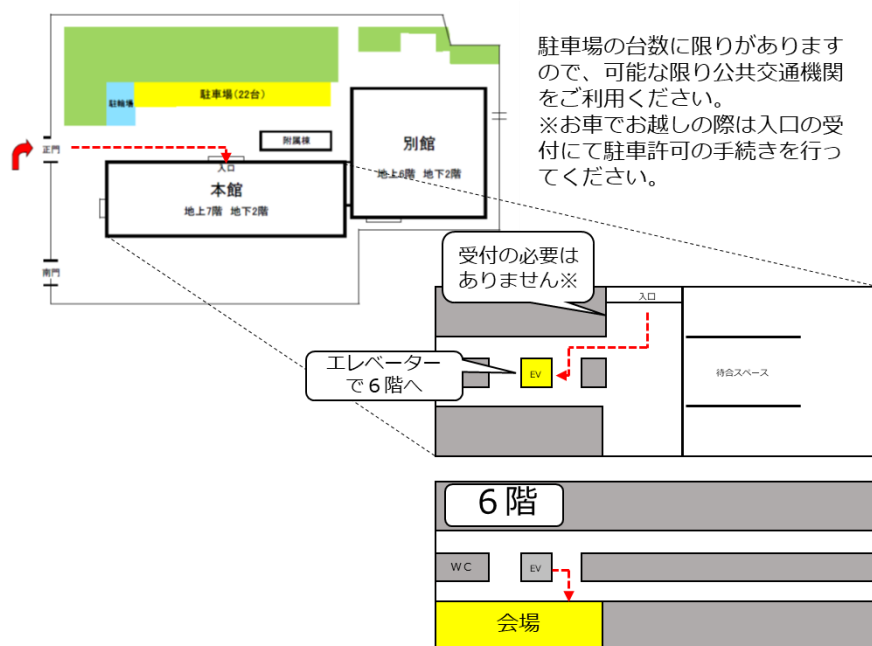 駐車場の台数に限りがあります
ので、可能な限り公共交通機関
をご利用ください。
※お車でお越しの際は入口の受
付にて駐車許可の手続きを行っ
てください。
駐車場(22台)
駐輪場
附属棟
別館
地上6階 地下2階
正門
入口
本館
地上7階 地下2階
南門
受付の必要は
ありません※
入口
エレベーター
で６階へ
EV
待合スペース
６階
ＷＣ
EV
会場